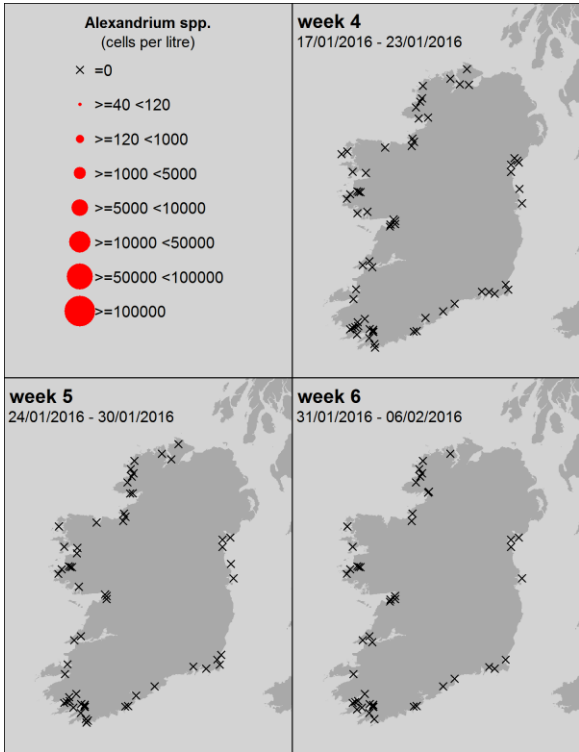 Alexandrium spp.
(cells per litre)
=0
>=40 <120
>=120 <1000
>=1000 <5000
>=5000 <10000
>=10000 <50000
>=50000 <100000
>=100000
week 4
17/01/2016 - 23/01/2016
week 5
24/01/2016 - 30/01/2016
week 6
31/01/2016 - 06/02/2016